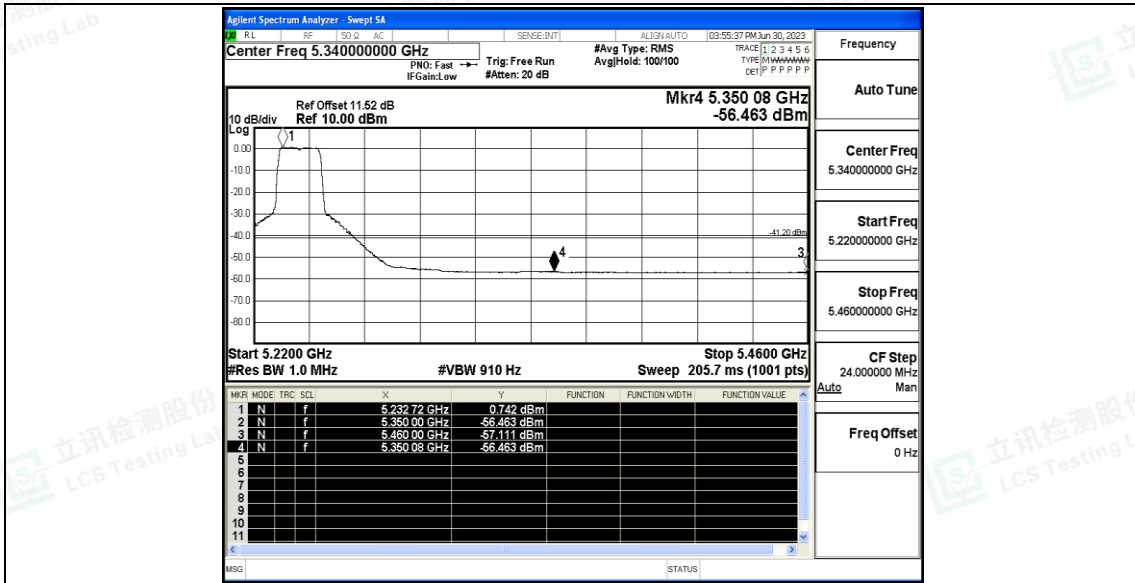 Agilent Spectrum Analyzer - Swept SA
LXI RL RF 50 Ω AC SENSE:INT ALIGN AUTO 03:55:37 PM Jun 30, 2023
Center Freq 5.340000000 GHz
PNO: Fast
IFGain:Low
Trig: Free Run
#Atten: 20 dB
#Avg Type: RMS
Avg|Hold: 100/100
TRACE 1 2 3 4 5 6
TYPE M WWWWW
DET P P P P P P
Frequency
Auto Tune
Center Freq
5.340000000 GHz
Start Freq
5.220000000 GHz
Stop Freq
5.460000000 GHz
CF Step
24.000000 MHz
Auto Man
Freq Offset
0 Hz
Mkr4 5.350 08 GHz
-56.463 dBm
Ref Offset 11.52 dB
10 dB/div Ref 10.00 dBm
Log
1
0.00
-10.0
-20.0
-30.0
-40.0
-41.20 dBm
-50.0
4
3
-60.0
-70.0
-80.0
Start 5.2200 GHz Stop 5.4600 GHz
#Res BW 1.0 MHz #VBW 910 Hz Sweep 205.7 ms (1001 pts)
MKR MODE TRC SCL X Y FUNCTION FUNCTION WIDTH FUNCTION VALUE
1 N f 5.232 72 GHz 0.742 dBm
2 N f 5.350 00 GHz -56.463 dBm
3 N f 5.460 00 GHz -57.111 dBm
4 N f 5.350 08 GHz -56.463 dBm
5
6
7
8
9
10
11
MSG STATUS
sting Lab
立讯检测股份
LCS Testing Lab
立讯检测股份
LCS Testing L